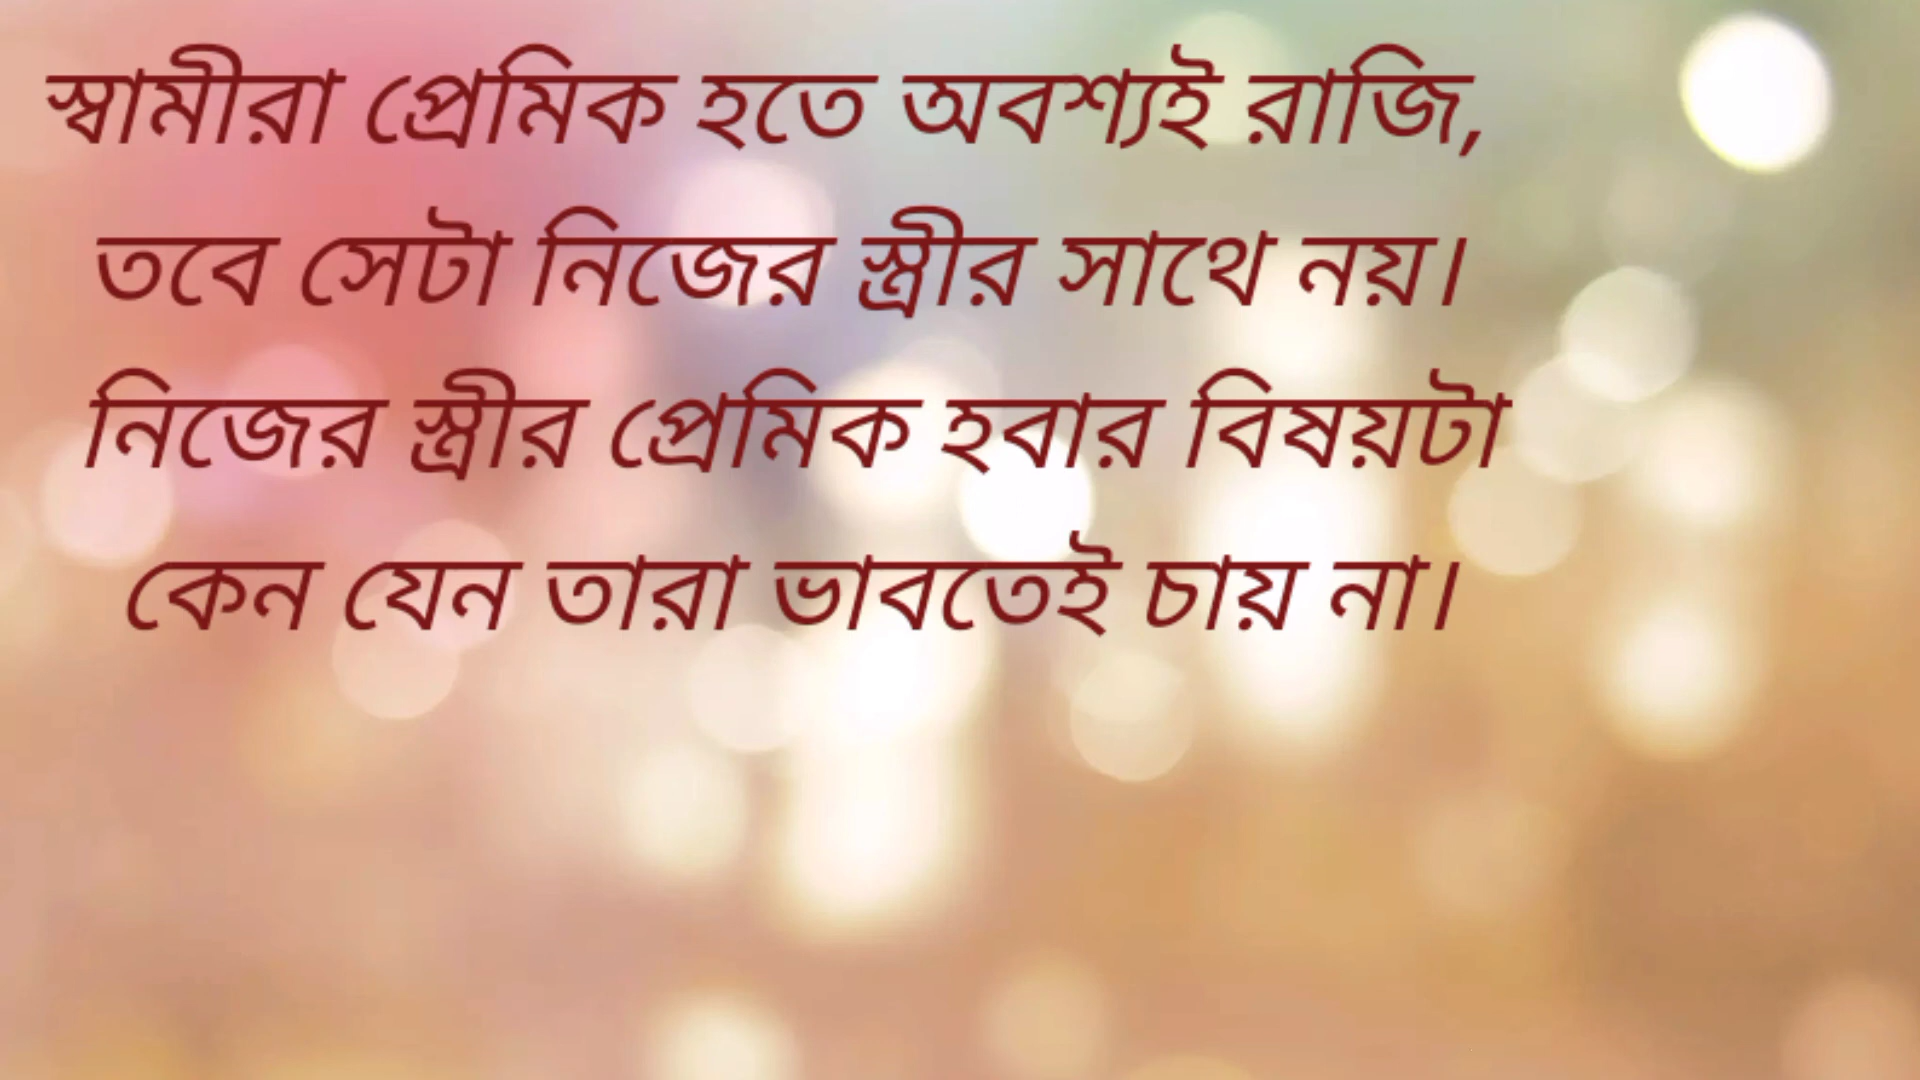 স্বামীরা প্রেমিক হতে অবশ্যই রাজি,
তবে সেটা নিজের স্ত্রীর সাথে নয়।
নিজের স্ত্রীর প্রেমিক হবার বিষয়টা
কেন যেন তারা ভাবতেই চায় না।